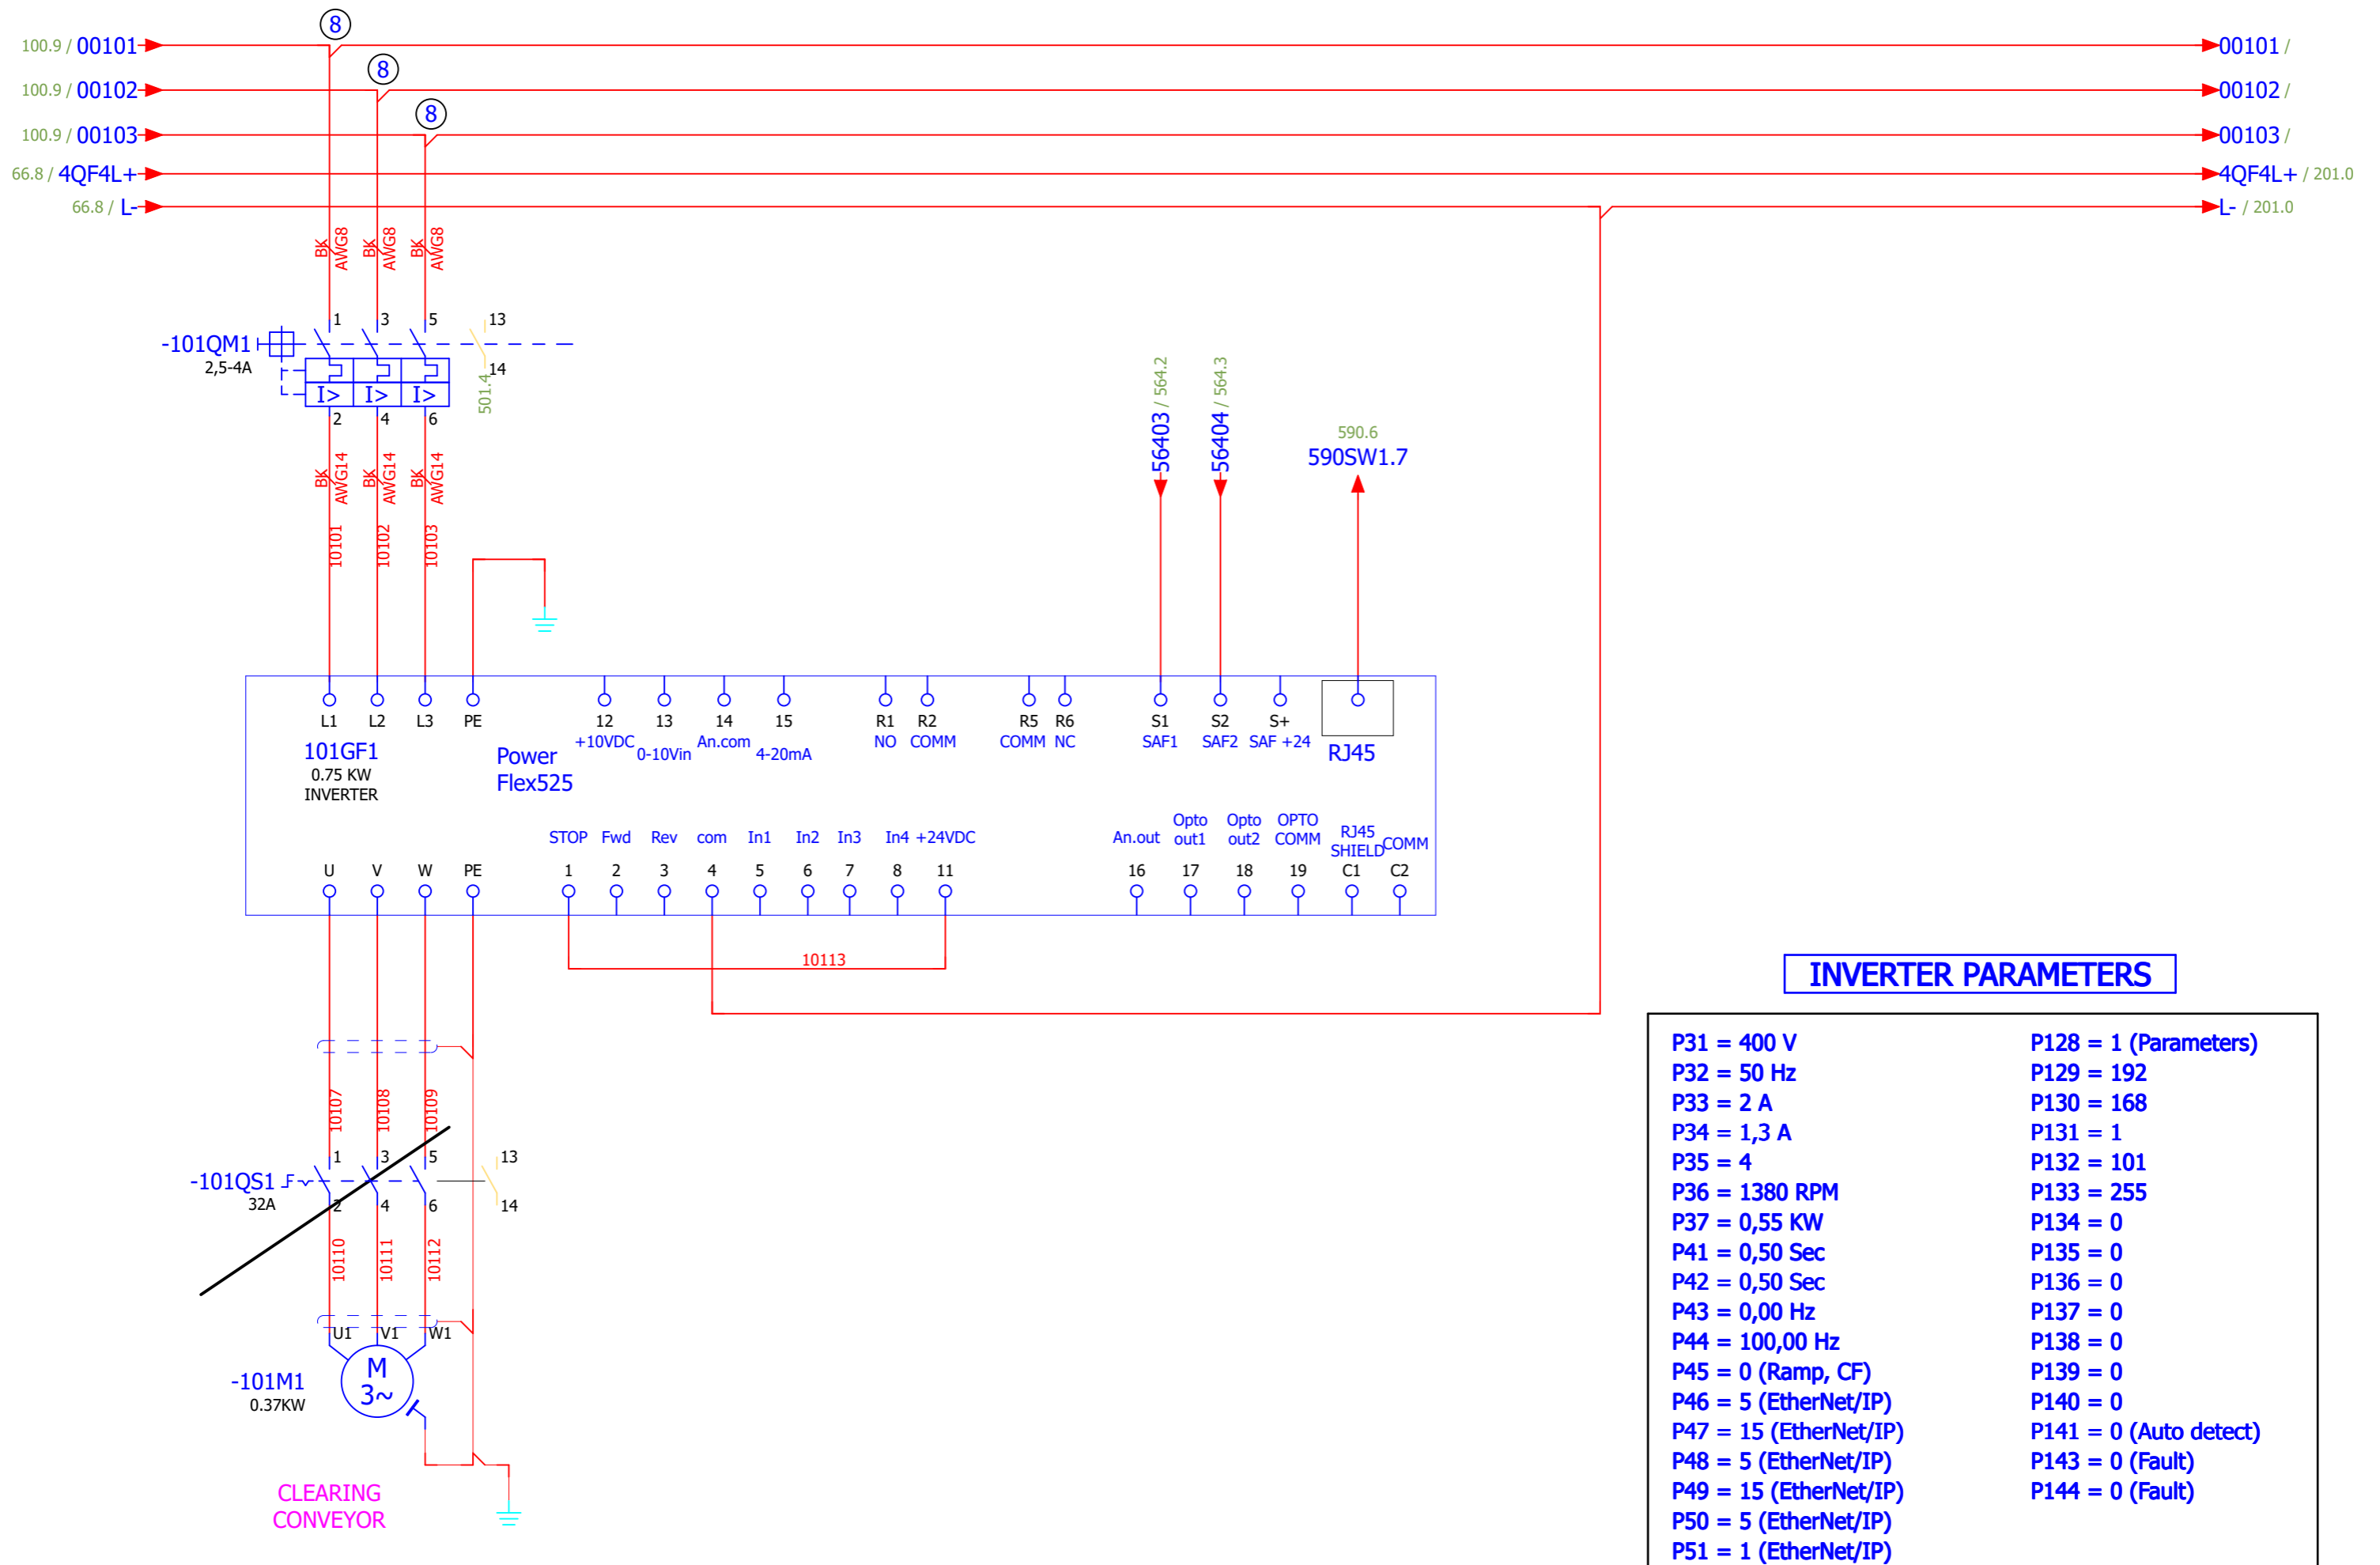 8
100.9 / 00101
00101 /
8
100.9 / 00102
00102 /
8
100.9 / 00103
00103 /
66.8 / 4QF4L+
4QF4L+ / 201.0
66.8 / L-
L- / 201.0
BK AWG8
BK AWG8
BK AWG8
1 3 5 13
-101QM1
2,5-4A
14
501.4
I> I> I>
2 4 6
56403 / 564.2
56404 / 564.3
590.6
590SW1.7
BK AWG14
BK AWG14
BK AWG14
10101
10102
10103
L1 L2 L3 PE 12 13 14 15 R1 R2 R5 R6 S1 S2 S+
+10VDC 0-10Vin An.com 4-20mA NO COMM COMM NC SAF1 SAF2 SAF +24 RJ45
101GF1
0.75 KW
INVERTER
Power
Flex525
STOP Fwd Rev com In1 In2 In3 In4 +24VDC
An.out
Opto
out1
Opto
out2
OPTO
COMM
RJ45
SHIELD
COMM
U V W PE 1 2 3 4 5 6 7 8 11 16 17 18 19 C1 C2
10113
10107
10108
10109
1 3 5 13
-101QS1
32A
2 4 6 14
10110
10111
10112
U1 V1 W1
M
3~
-101M1
0.37KW
CLEARING
CONVEYOR
INVERTER PARAMETERS
P31 = 400 V
P32 = 50 Hz
P33 = 2 A
P34 = 1,3 A
P35 = 4
P36 = 1380 RPM
P37 = 0,55 KW
P41 = 0,50 Sec
P42 = 0,50 Sec
P43 = 0,00 Hz
P44 = 100,00 Hz
P45 = 0 (Ramp, CF)
P46 = 5 (EtherNet/IP)
P47 = 15 (EtherNet/IP)
P48 = 5 (EtherNet/IP)
P49 = 15 (EtherNet/IP)
P50 = 5 (EtherNet/IP)
P51 = 1 (EtherNet/IP)
P128 = 1 (Parameters)
P129 = 192
P130 = 168
P131 = 1
P132 = 101
P133 = 255
P134 = 0
P135 = 0
P136 = 0
P137 = 0
P138 = 0
P139 = 0
P140 = 0
P141 = 0 (Auto detect)
P143 = 0 (Fault)
P144 = 0 (Fault)